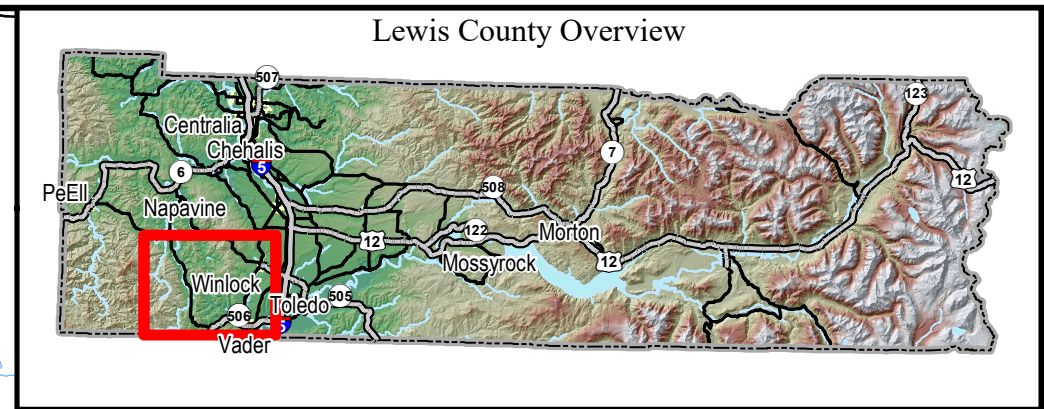 Lewis County Overview
507
123
Centralia
Chehalis
7
5
6
12
PeEll
508
Napavine
122
Morton
12
Mossyrock
12
Winlock
Toledo
505
506
5
Vader